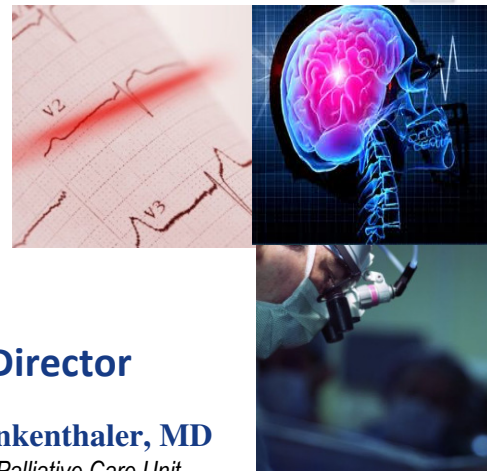 V2
V3
Director
nkenthaler, MD
Palliative Care Unit